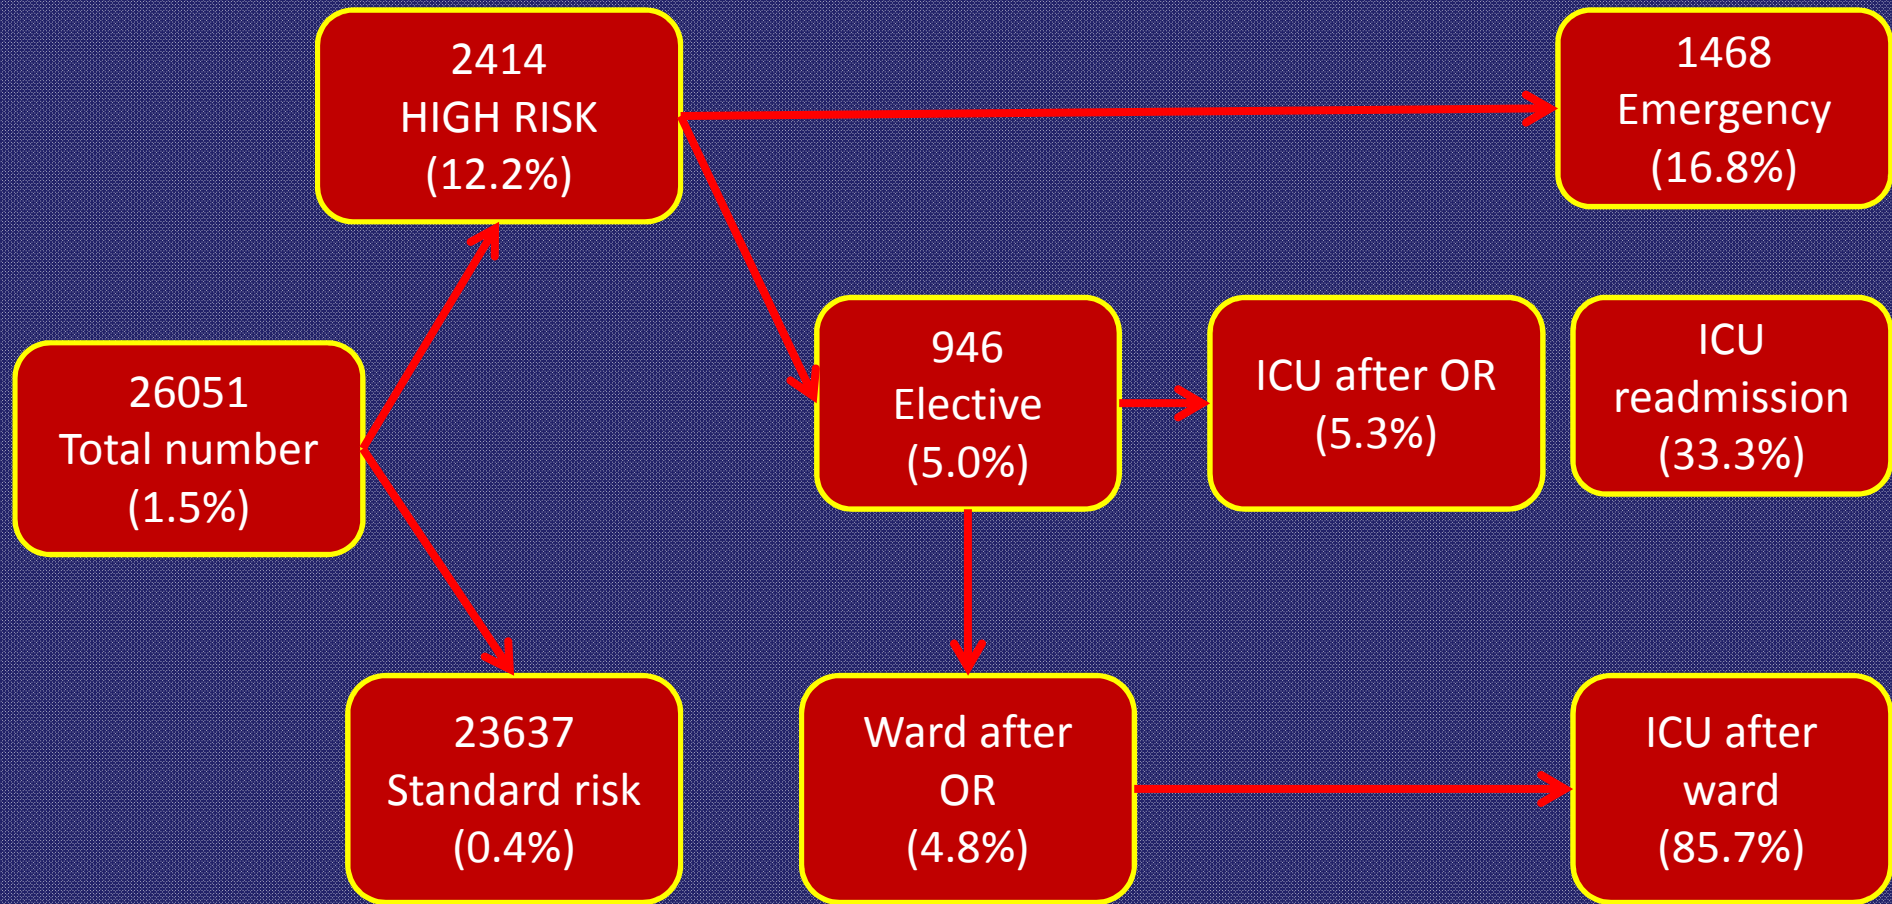 2414
HIGH RISK
(12.2%)
1468
Emergency
(16.8%)
26051
Total number
(1.5%)
946
Elective
(5.0%)
ICU after OR
(5.3%)
ICU
readmission
(33.3%)
23637
Standard risk
(0.4%)
Ward after
OR
(4.8%)
ICU after
ward
(85.7%)